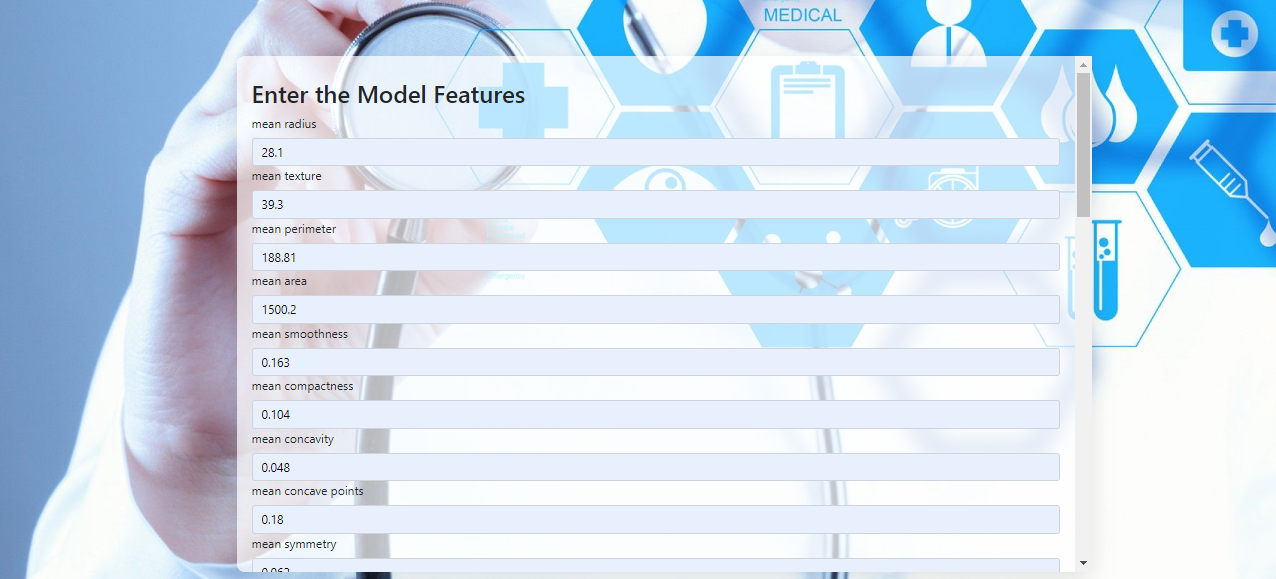 MEDICAL
Enter the Model Features
mean radius
28.1
mean texture
39.3
mean perimeter
188.81
mean area
1500.2
mean smoothness
0.163
mean compactness
0.104
mean concavity
0.048
mean concave points
0.18
mean symmetry